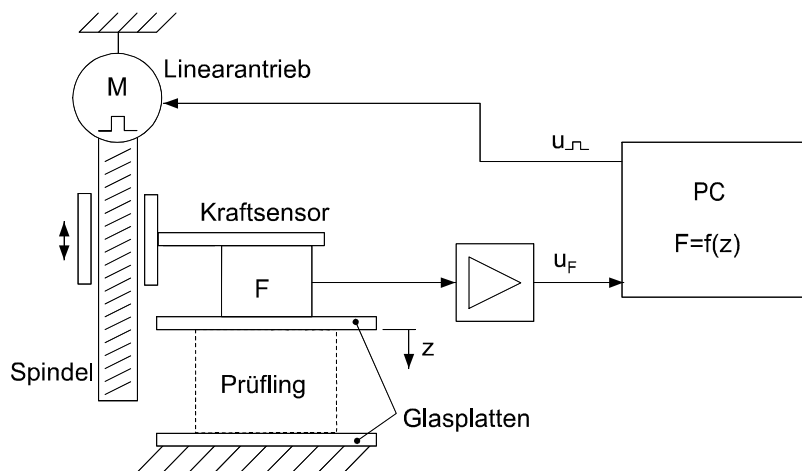 M
Linearantrieb
u
PC
F=f(z)
Kraftsensor
F
u_F
z
Spindel
Prüfling
Glasplatten